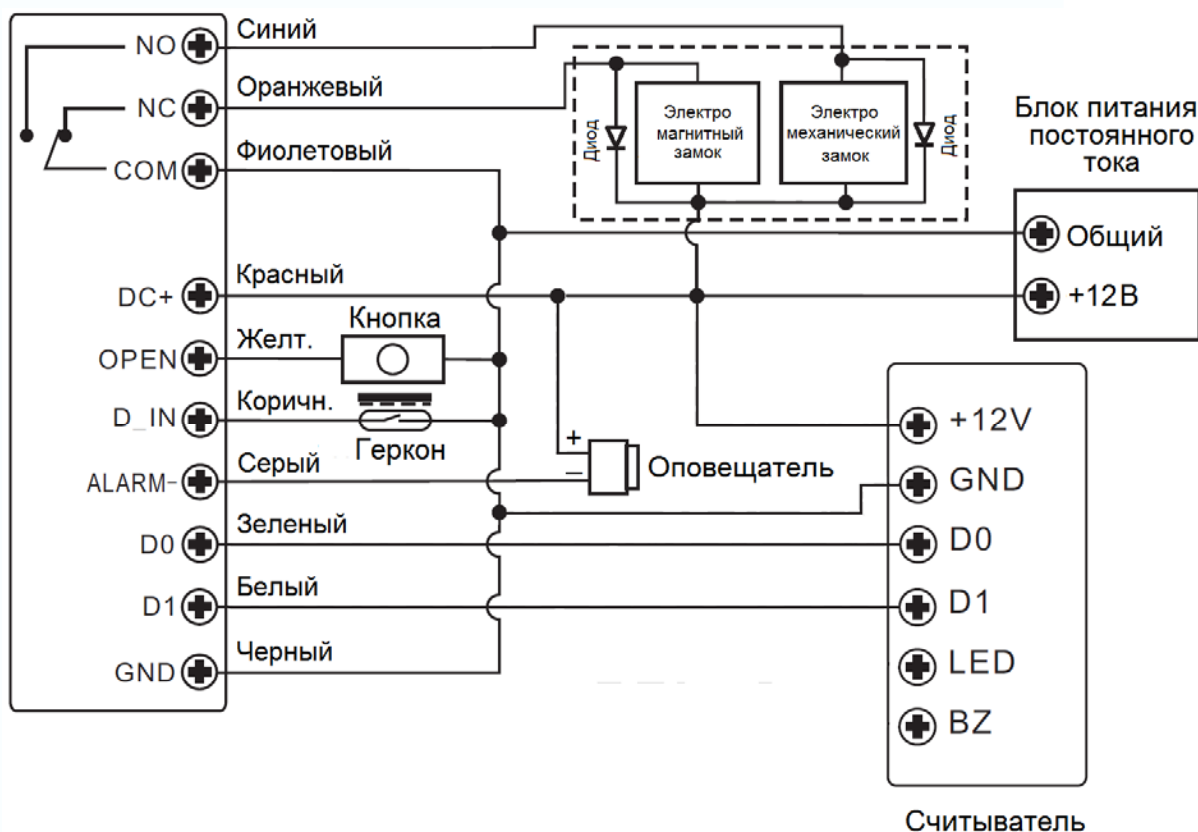 NO
Синий
NC
Оранжевый
COM
Фиолетовый
DC+
Красный
OPEN
Желт.
Кнопка
D_IN
Коричн.
Геркон
ALARM-
Серый
+
–
Оповещатель
D0
Зеленый
D1
Белый
GND
Черный
Диод
Электро
магнитный
замок
Электро
механический
замок
Диод
Блок питания
постоянного
тока
Общий
+12В
+12V
GND
D0
D1
LED
BZ
Считыватель